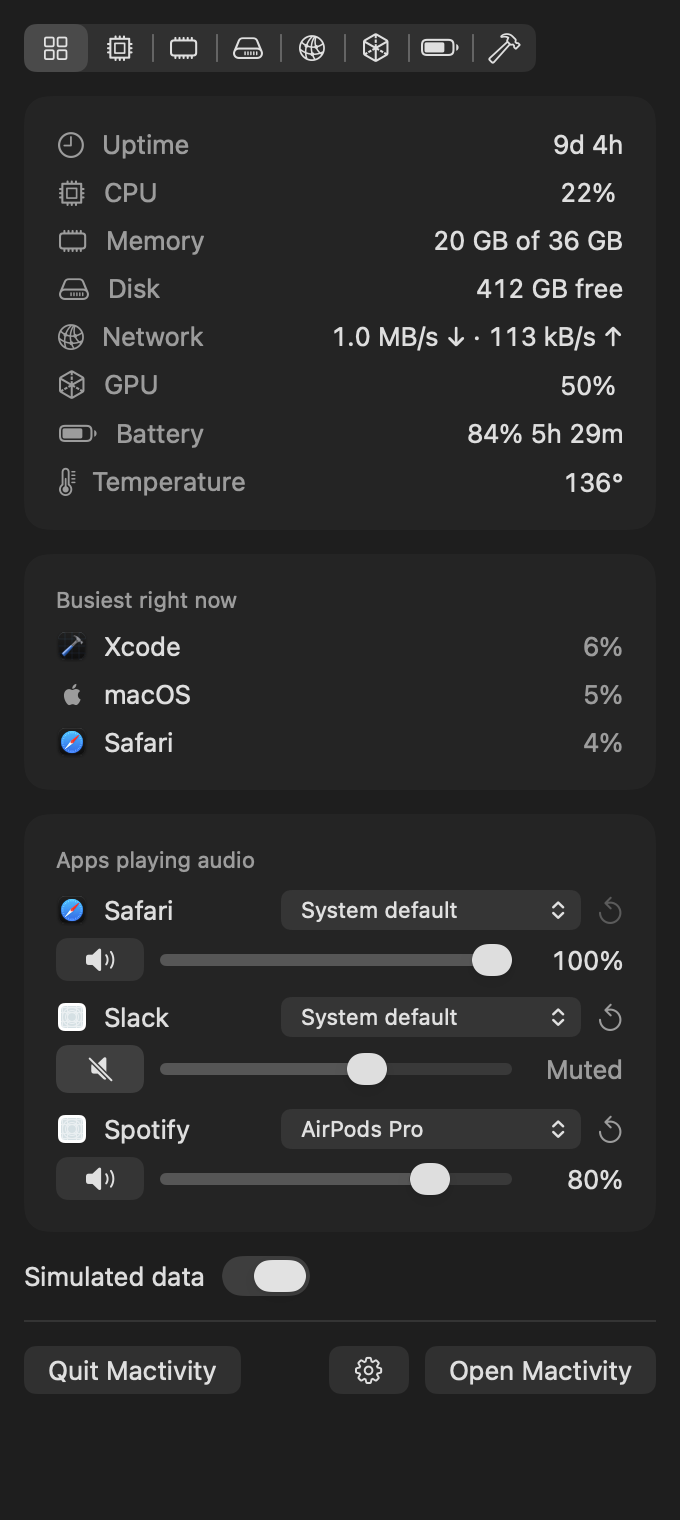 Uptime 9d 4h
CPU 22%
Memory 20 GB of 36 GB
Disk 412 GB free
Network 1.0 MB/s ↓ · 113 kB/s ↑
GPU 50%
Battery 84% 5h 29m
Temperature 136°
Busiest right now
Xcode 6%
macOS 5%
Safari 4%
Apps playing audio
Safari System default
100%
Slack System default
Muted
Spotify AirPods Pro
80%
Simulated data
Quit Mactivity Open Mactivity